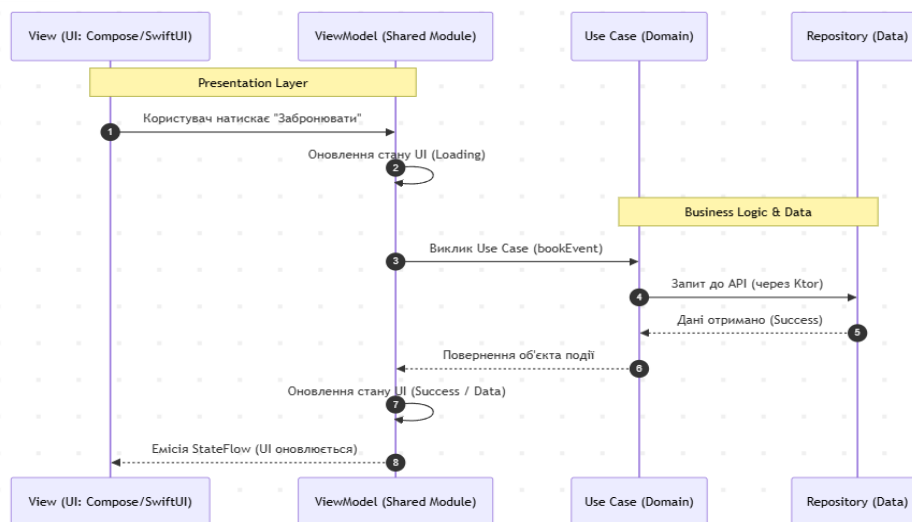 View (UI: Compose/SwiftUI)
ViewModel (Shared Module)
Use Case (Domain)
Repository (Data)
Presentation Layer
Користувач натискає "Забронювати"
1
Оновлення стану UI (Loading)
2
Business Logic & Data
Виклик Use Case (bookEvent)
3
Запит до API (через Ktor)
4
Дані отримано (Success)
5
Повернення об'єкта події
6
Оновлення стану UI (Success / Data)
7
Емісія StateFlow (UI оновлюється)
8
View (UI: Compose/SwiftUI)
ViewModel (Shared Module)
Use Case (Domain)
Repository (Data)